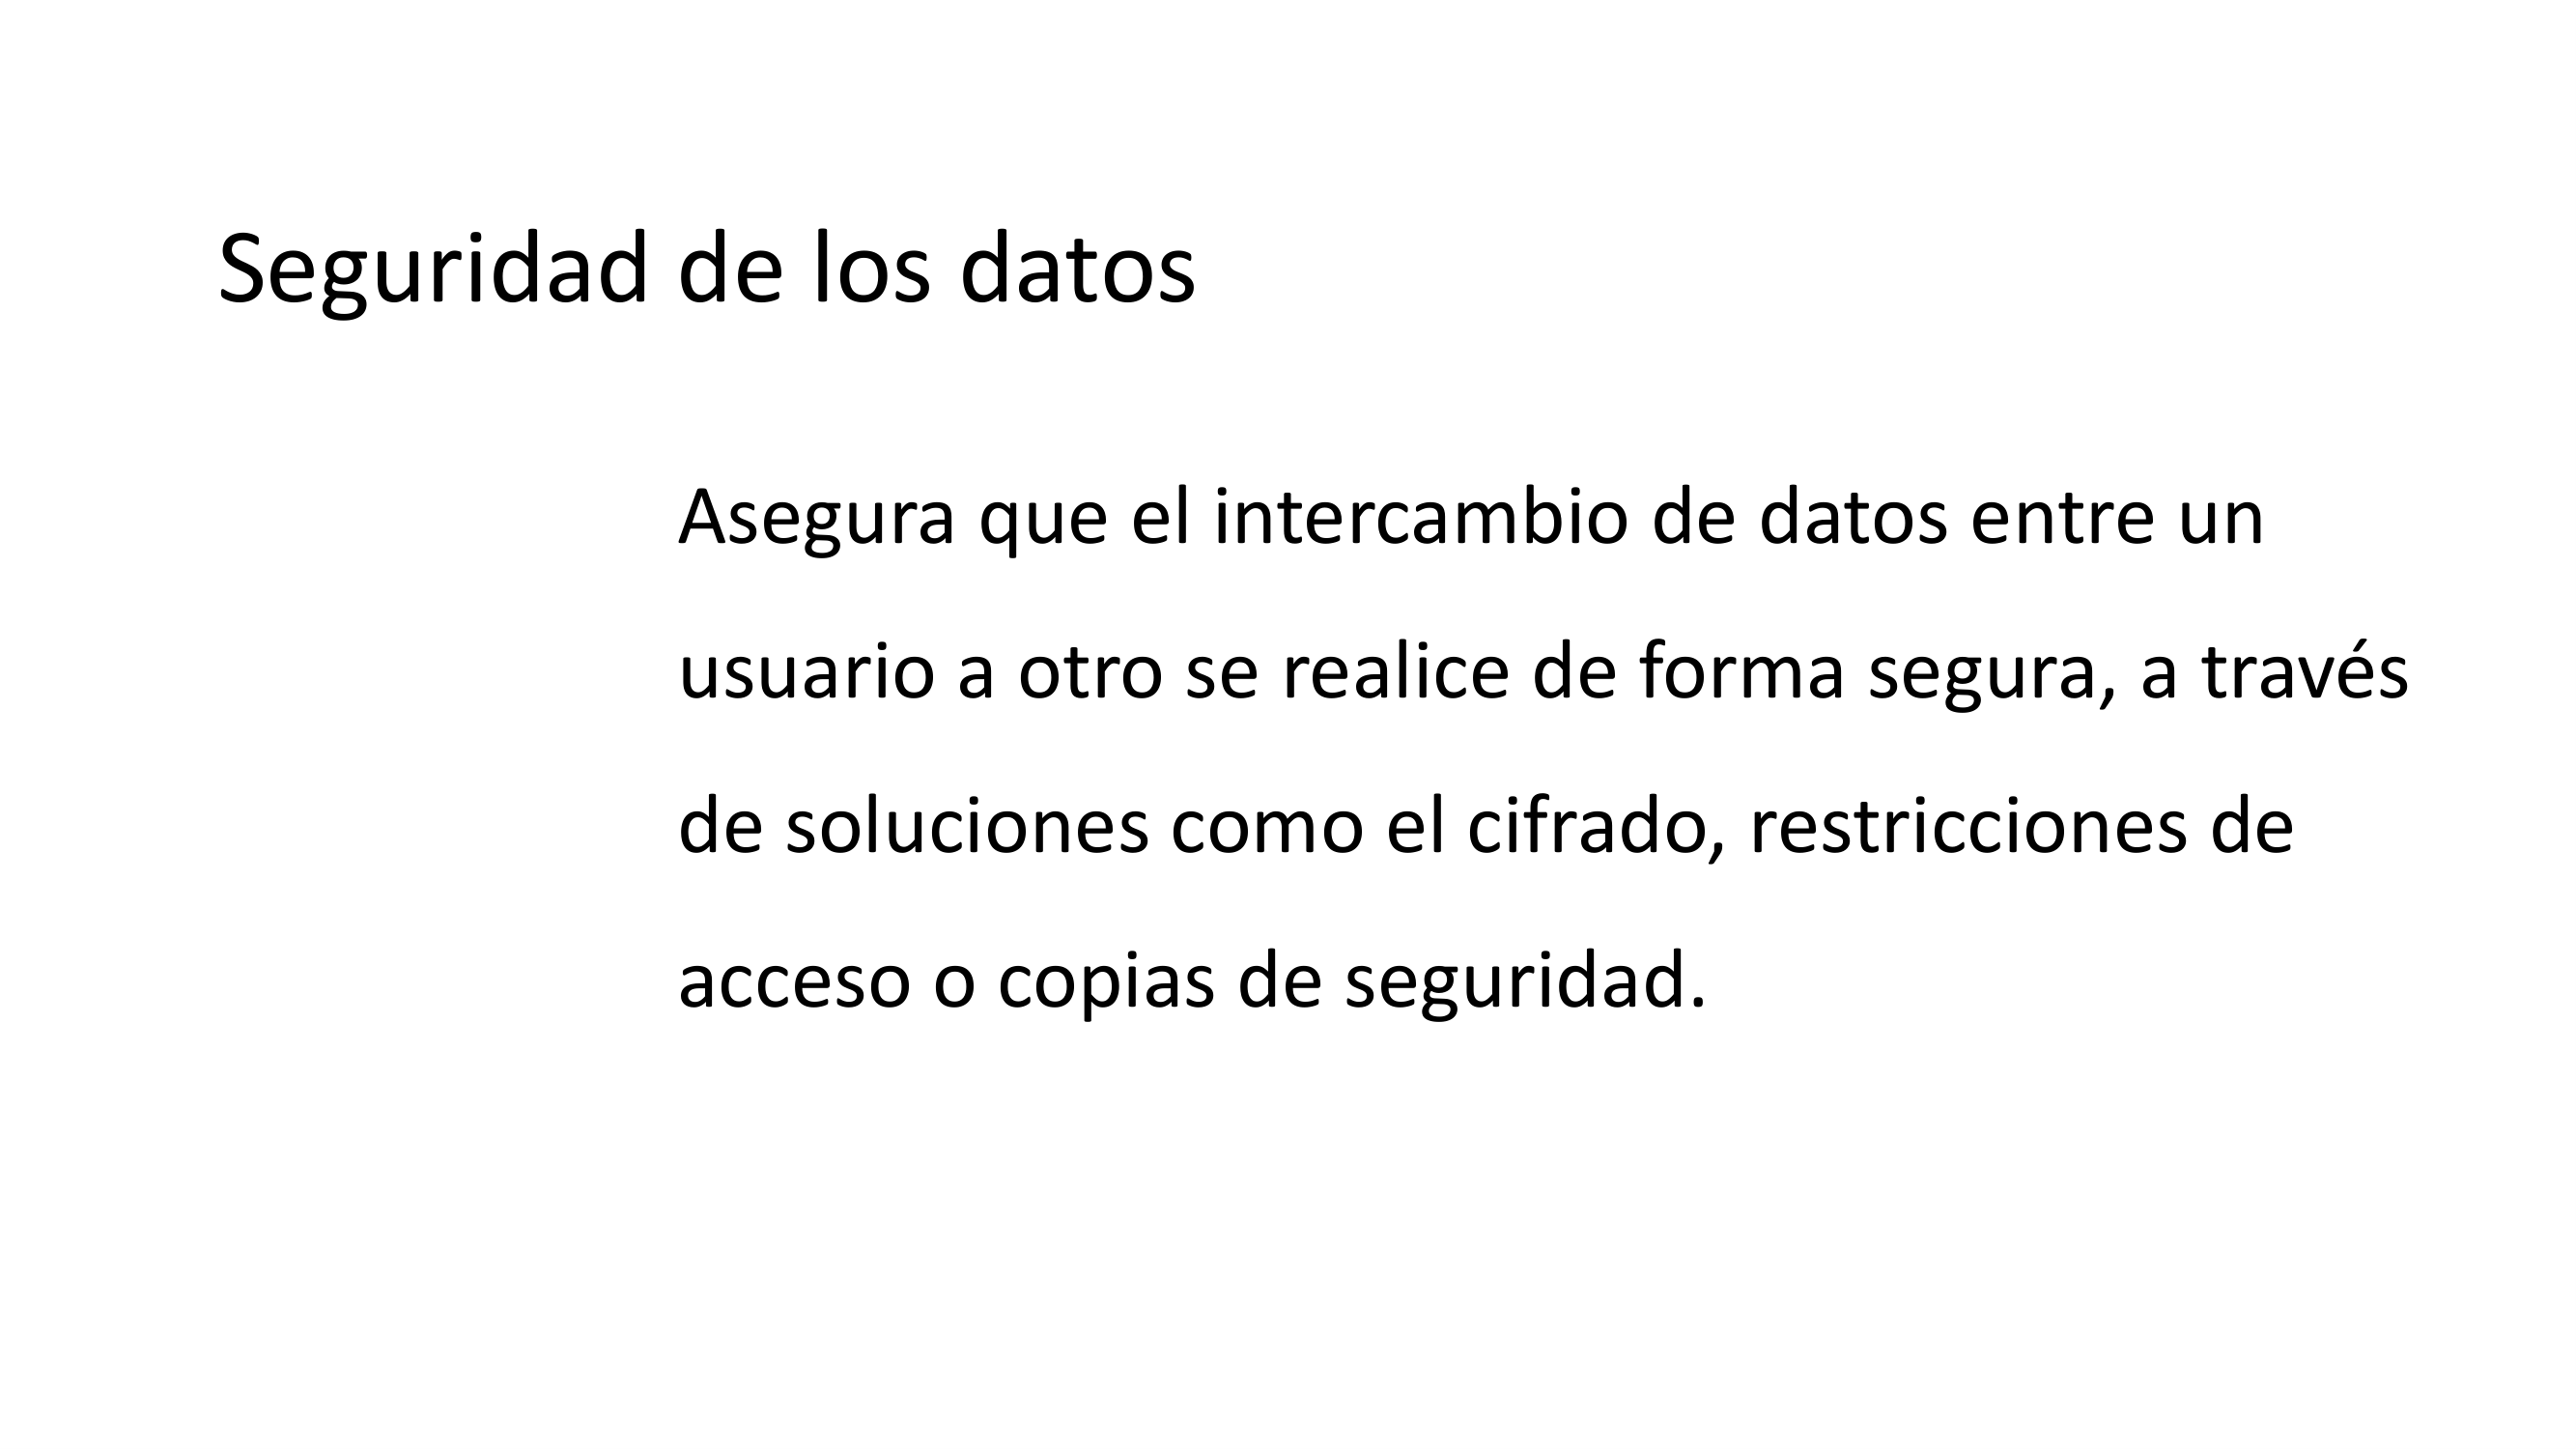 Seguridad de los datos
Asegura que el intercambio de datos entre un
usuario a otro se realice de forma segura, a través
de soluciones como el cifrado, restricciones de
acceso o copias de seguridad.